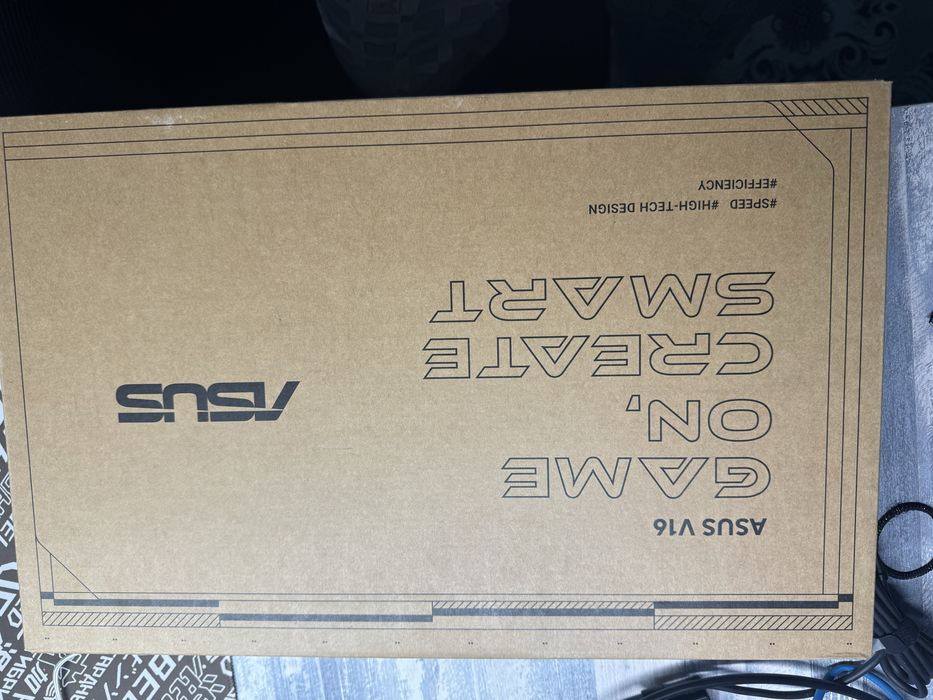 ASUS V16
GAME
ON,
CREATE
SMART
#SPEED #HIGH-TECH DESIGN
#EFFICIENCY
ASUS